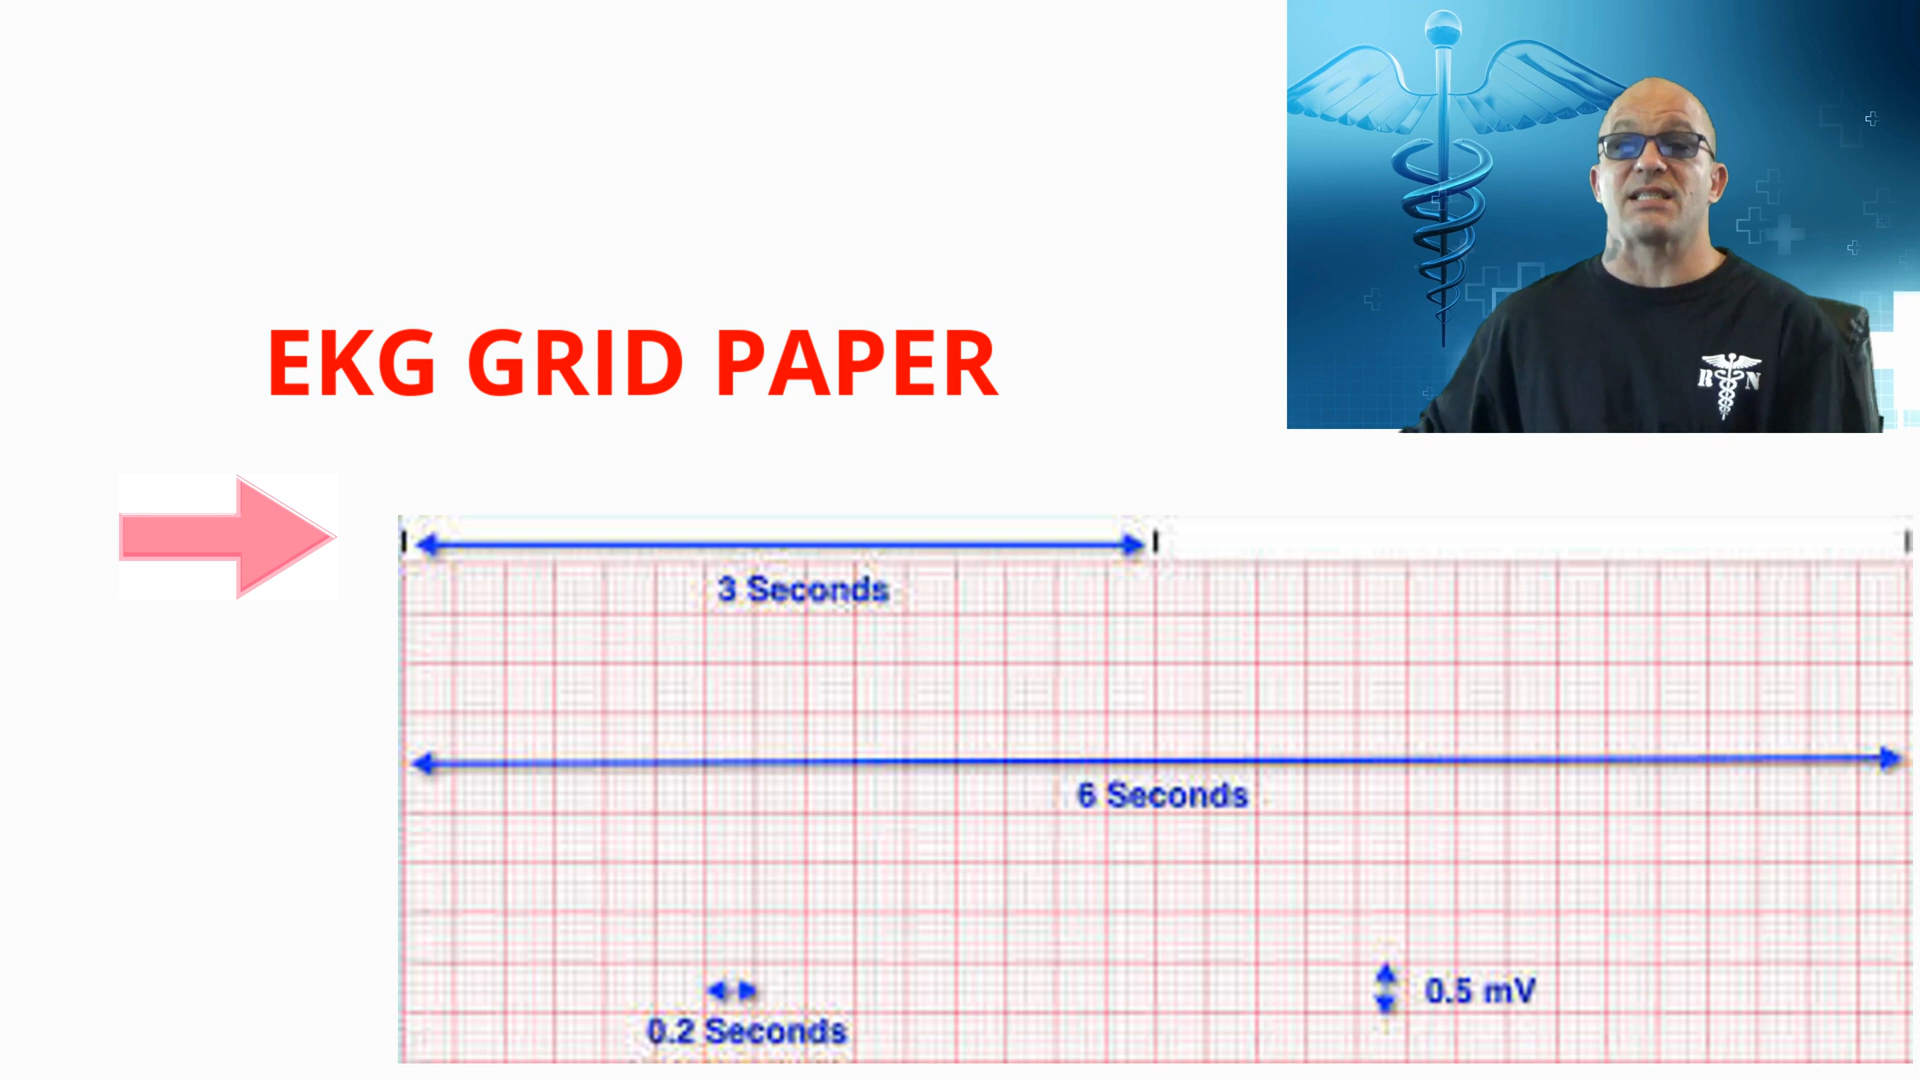 EKG GRID PAPER
R N
3 Seconds
6 Seconds
0.2 Seconds
0.5 mV